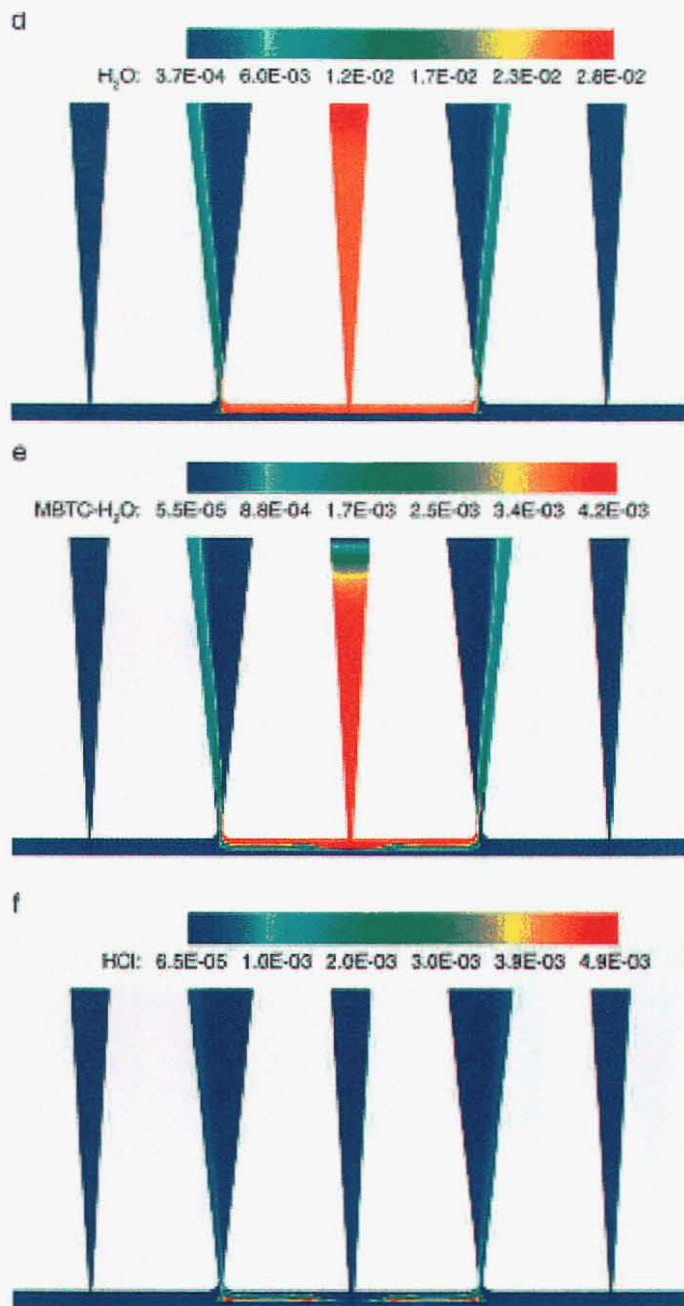 d
H₂O: 3.7E-04 6.0E-03 1.2E-02 1.7E-02 2.3E-02 2.8E-02
e
MBTC-H₂O: 5.5E-05 8.8E-04 1.7E-03 2.5E-03 3.4E-03 4.2E-03
f
HCl: 6.5E-05 1.0E-03 2.0E-03 3.0E-03 3.9E-03 4.9E-03